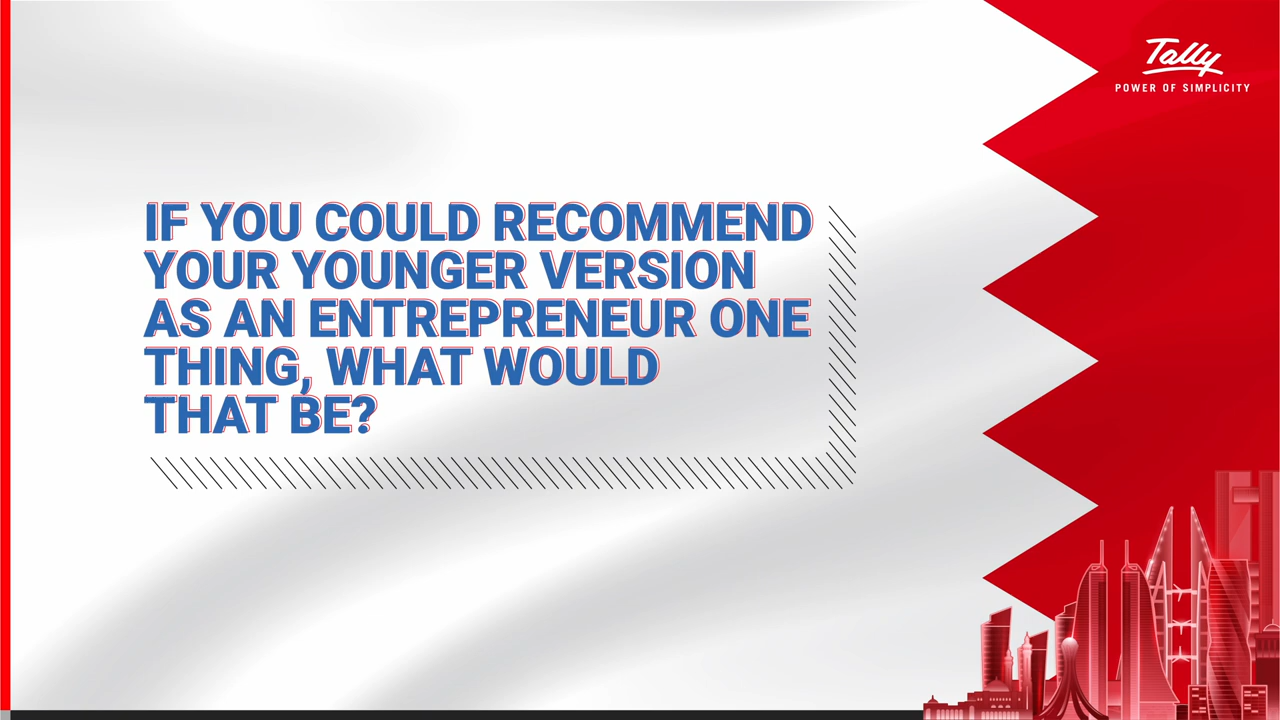 Tally
POWER OF SIMPLICITY
IF YOU COULD RECOMMEND
YOUR YOUNGER VERSION
AS AN ENTREPRENEUR ONE
THING, WHAT WOULD
THAT BE?